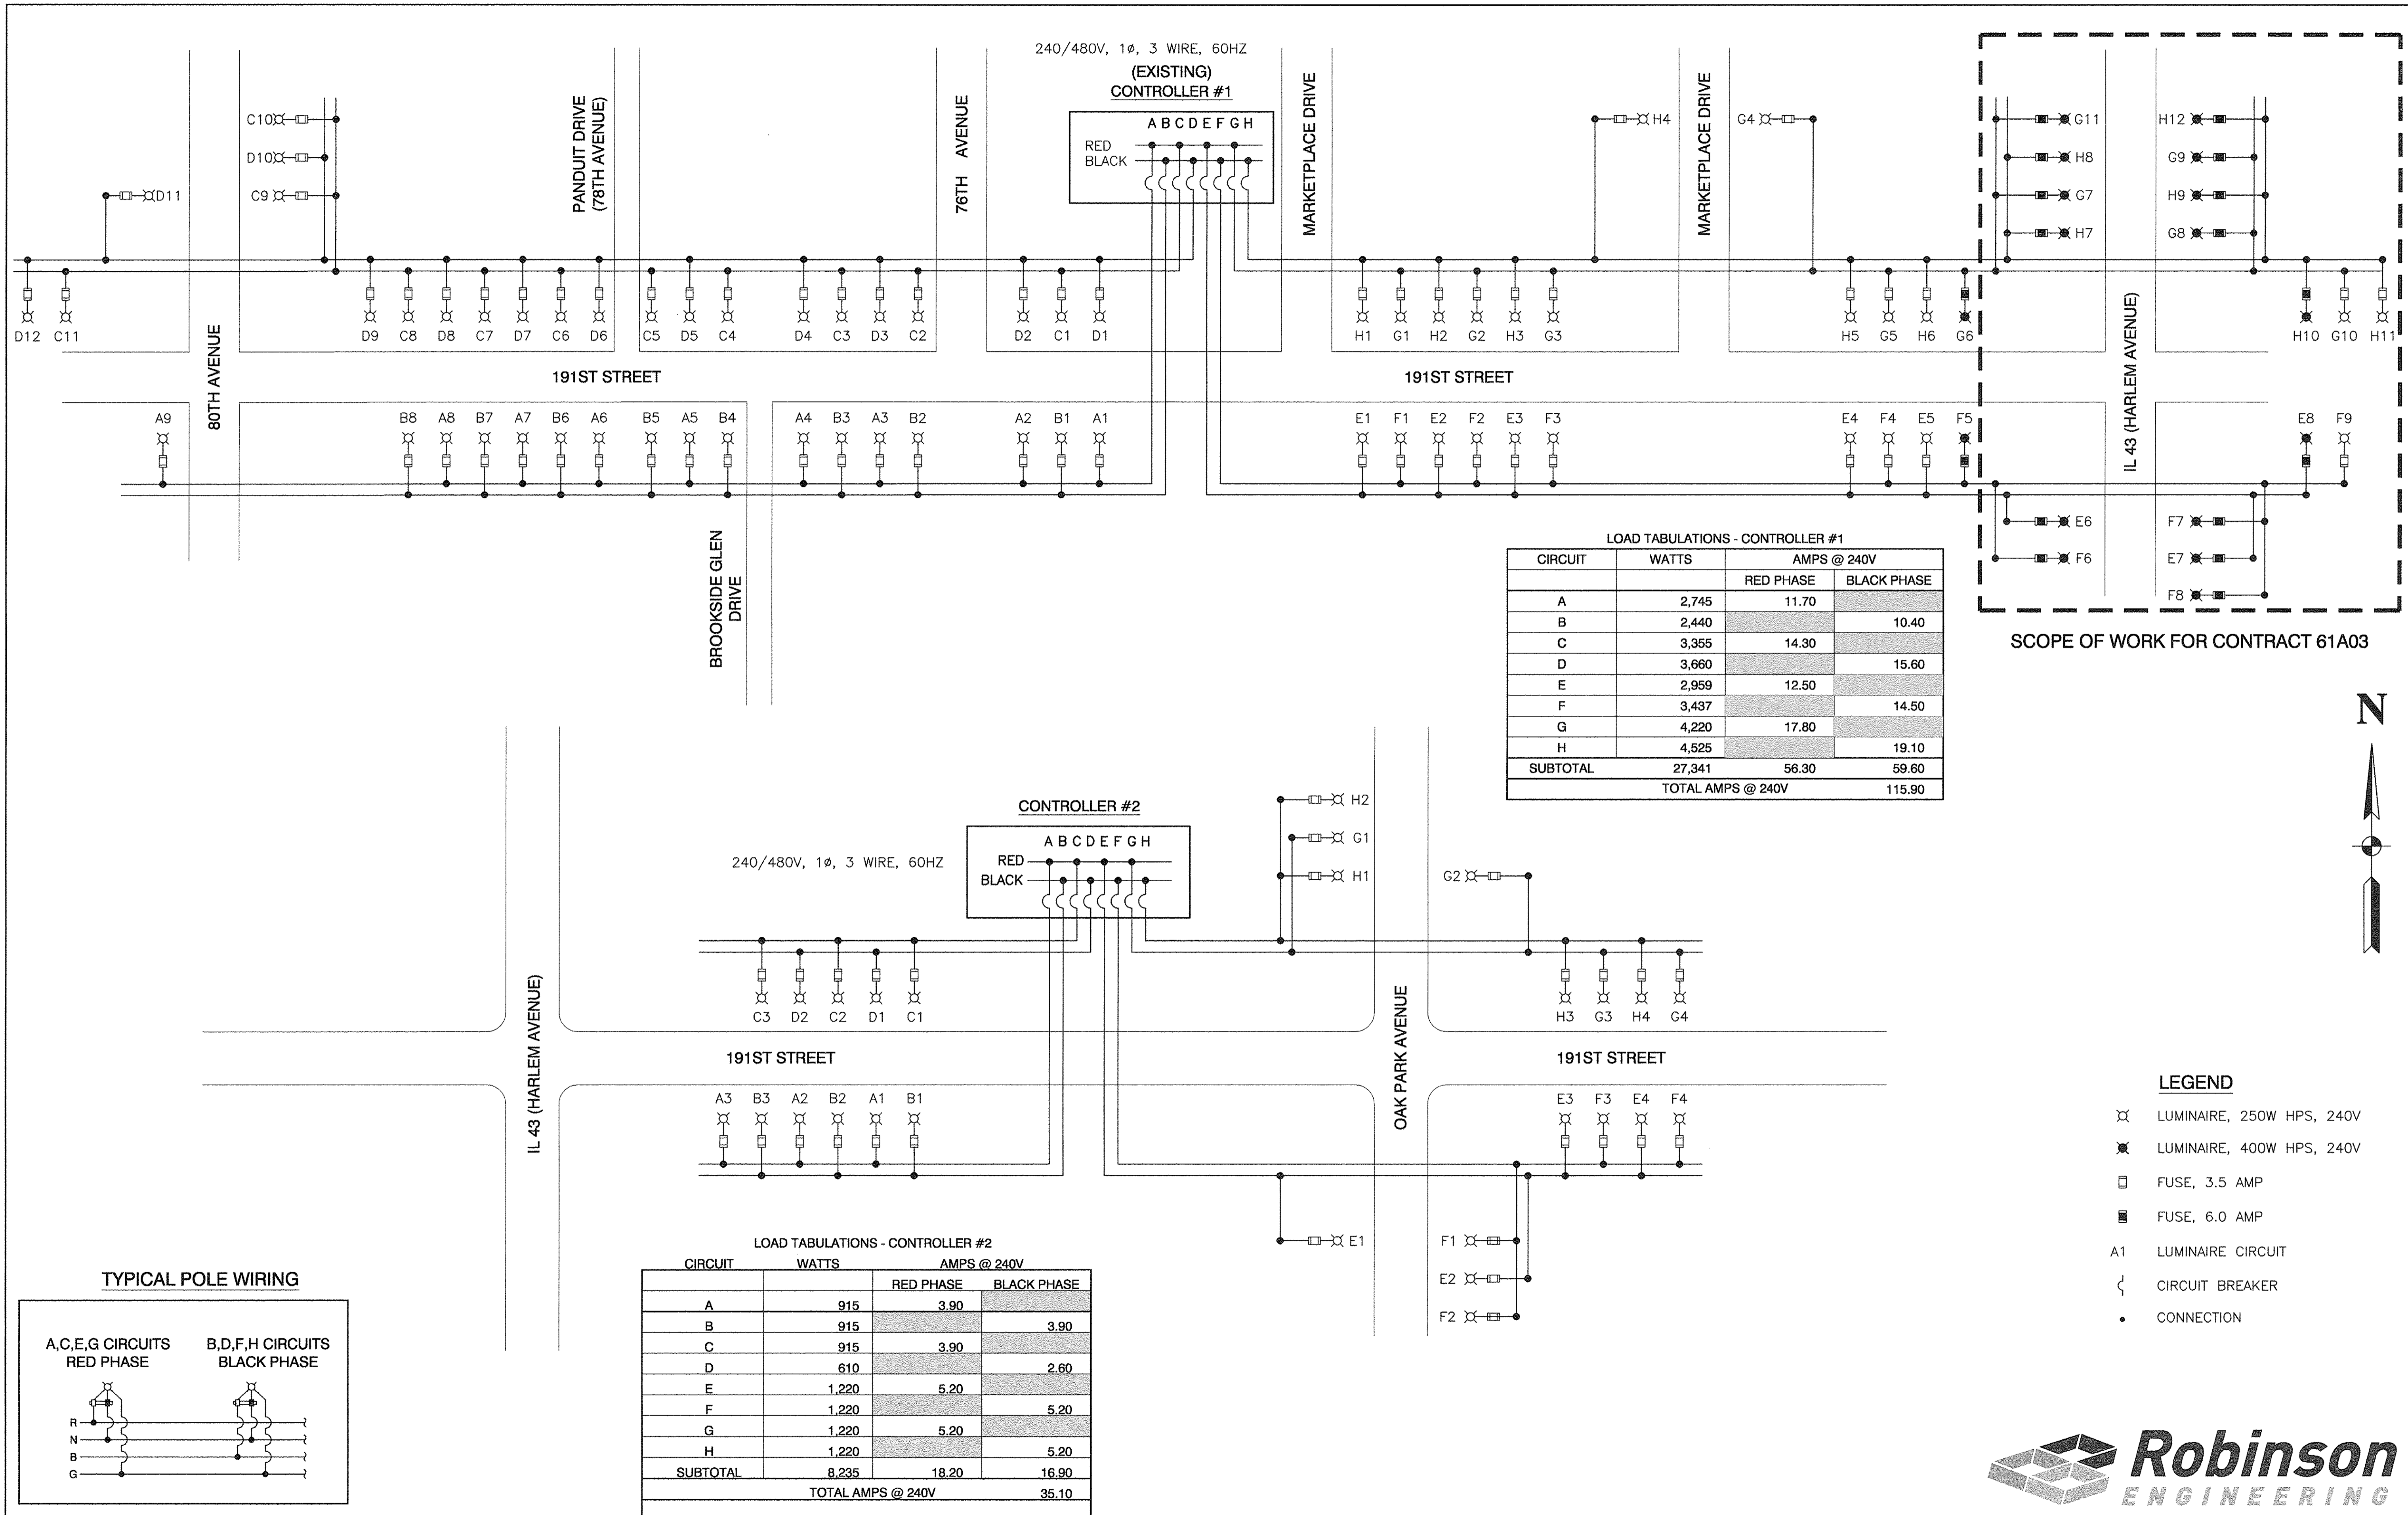 240/480V, 1ø, 3 WIRE, 60HZ
(EXISTING)
CONTROLLER #1
A B C D E F G H
RED
BLACK
PANDUIT DRIVE
(78TH AVENUE)
76TH AVENUE
MARKETPLACE DRIVE
MARKETPLACE DRIVE
C10
D10
D11
C9
H4
G4
G11
H12
H8
G9
G7
H9
H7
G8
D12 C11
D9 C8 D8 C7 D7 C6 D6 C5 D5 C4 D4 C3 D3 C2 D2 C1 D1
H1 G1 H2 G2 H3 G3
H5 G5 H6 G6
H10 G10 H11
80TH AVENUE
191ST STREET
191ST STREET
IL 43 (HARLEM AVENUE)
A9
B8 A8 B7 A7 B6 A6 B5 A5 B4 A4 B3 A3 B2 A2 B1 A1
E1 F1 E2 F2 E3 F3
E4 F4 E5 F5
E8 F9
E6
F7
F6
E7
F8
BROOKSIDE GLEN
DRIVE
LOAD TABULATIONS - CONTROLLER #1
CIRCUIT WATTS AMPS @ 240V
RED PHASE BLACK PHASE
A 2,745 11.70
B 2,440 10.40
C 3,355 14.30
D 3,660 15.60
E 2,959 12.50
F 3,437 14.50
G 4,220 17.80
H 4,525 19.10
SUBTOTAL 27,341 56.30 59.60
TOTAL AMPS @ 240V 115.90
SCOPE OF WORK FOR CONTRACT 61A03
N
CONTROLLER #2
240/480V, 1ø, 3 WIRE, 60HZ
A B C D E F G H
RED
BLACK
H2
G1
H1
G2
C3 D2 C2 D1 C1
H3 G3 H4 G4
IL 43 (HARLEM AVENUE)
191ST STREET
OAK PARK AVENUE
191ST STREET
A3 B3 A2 B2 A1 B1
E3 F3 E4 F4
E1
F1
E2
F2
LOAD TABULATIONS - CONTROLLER #2
CIRCUIT WATTS AMPS @ 240V
RED PHASE BLACK PHASE
A 915 3.90
B 915 3.90
C 915 3.90
D 610 2.60
E 1,220 5.20
F 1,220 5.20
G 1,220 5.20
H 1,220 5.20
SUBTOTAL 8,235 18.20 16.90
TOTAL AMPS @ 240V 35.10
TYPICAL POLE WIRING
A,C,E,G CIRCUITS
RED PHASE
B,D,F,H CIRCUITS
BLACK PHASE
R
N
B
G
LEGEND
LUMINAIRE, 250W HPS, 240V
LUMINAIRE, 400W HPS, 240V
FUSE, 3.5 AMP
FUSE, 6.0 AMP
A1 LUMINAIRE CIRCUIT
CIRCUIT BREAKER
CONNECTION
Robinson
ENGINEERING